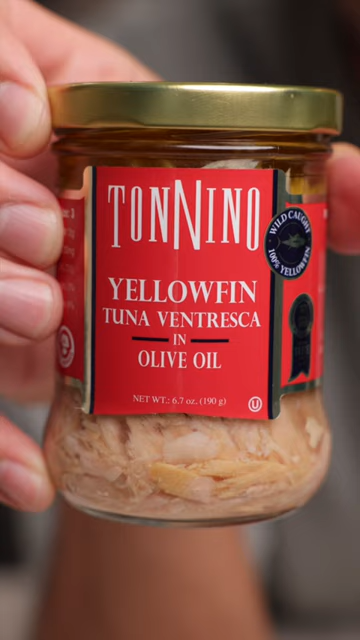 TONNINO
YELLOWFIN
TUNA VENTRESCA
IN
OLIVE OIL
NET WT.: 6.7 oz. (190 g)
U
WILD CAUGHT
100% YELLOWFIN